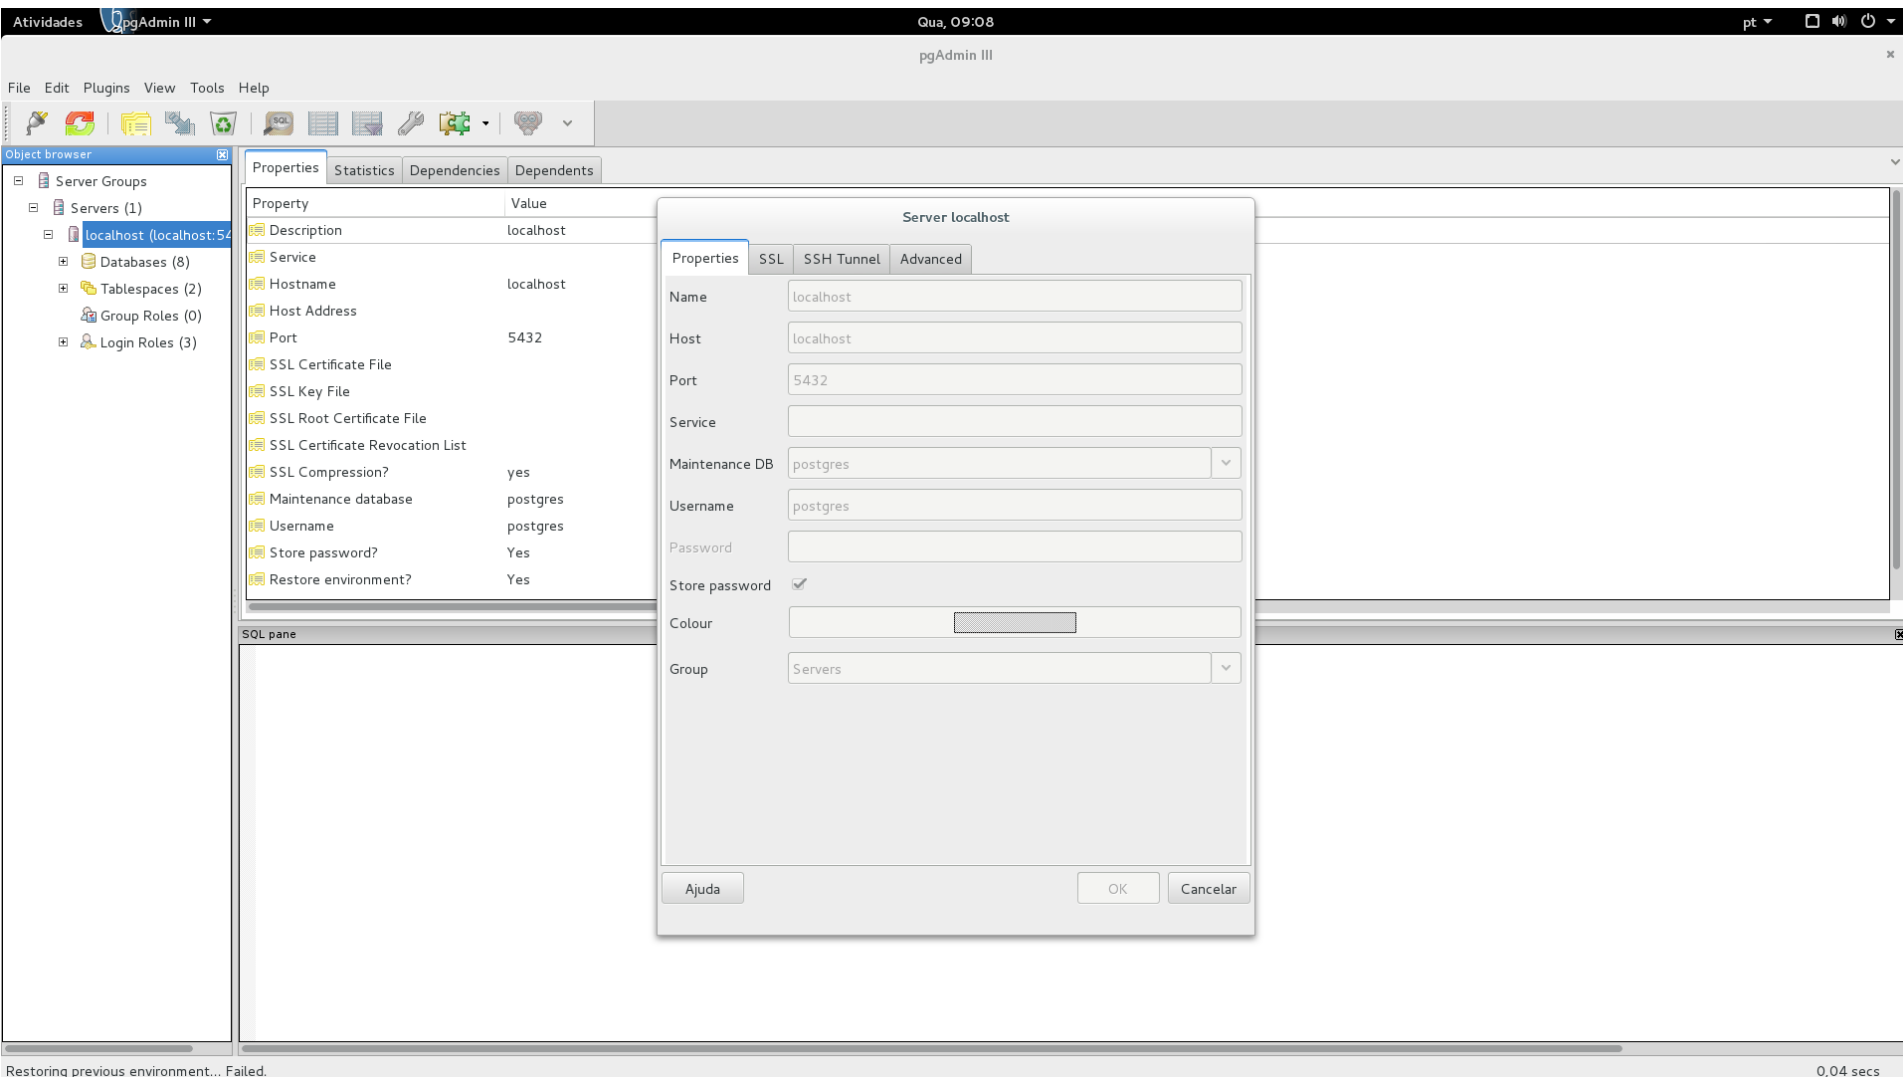 Atividades pgAdmin III Qua, 09:08 pt
pgAdmin III
File Edit Plugins View Tools Help
SQL
Object browser
Server Groups
Servers (1)
localhost (localhost:54
Databases (8)
Tablespaces (2)
Group Roles (0)
Login Roles (3)
Properties Statistics Dependencies Dependents
Property Value
Description localhost
Service
Hostname localhost
Host Address
Port 5432
SSL Certificate File
SSL Key File
SSL Root Certificate File
SSL Certificate Revocation List
SSL Compression? yes
Maintenance database postgres
Username postgres
Store password? Yes
Restore environment? Yes
SQL pane
Server localhost
Properties SSL SSH Tunnel Advanced
Name localhost
Host localhost
Port 5432
Service
Maintenance DB postgres
Username postgres
Password
Store password
Colour
Group Servers
Ajuda OK Cancelar
Restoring previous environment... Failed. 0,04 secs